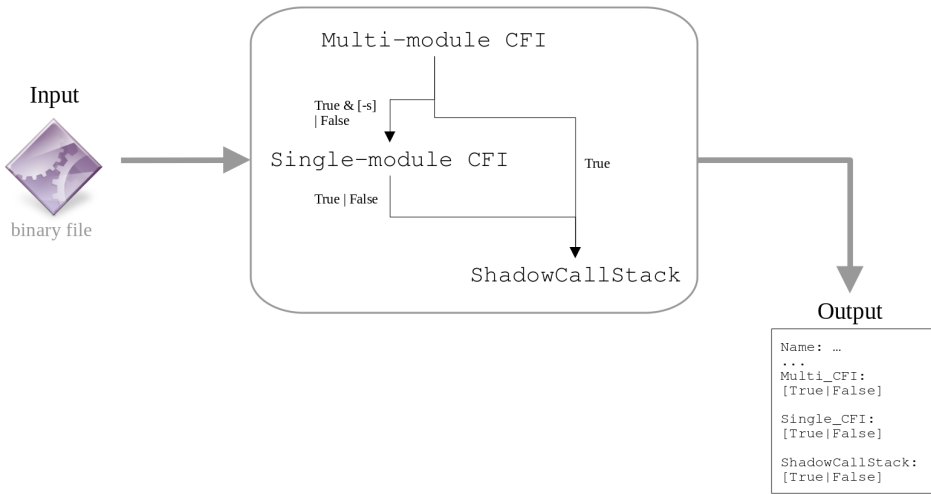 Multi-module CFI
Input
True & [-s]
| False
Single-module CFI
True
True | False
binary file
ShadowCallStack
Output
Name: …
...
Multi_CFI:
[True|False]
Single_CFI:
[True|False]
ShadowCallStack:
[True|False]